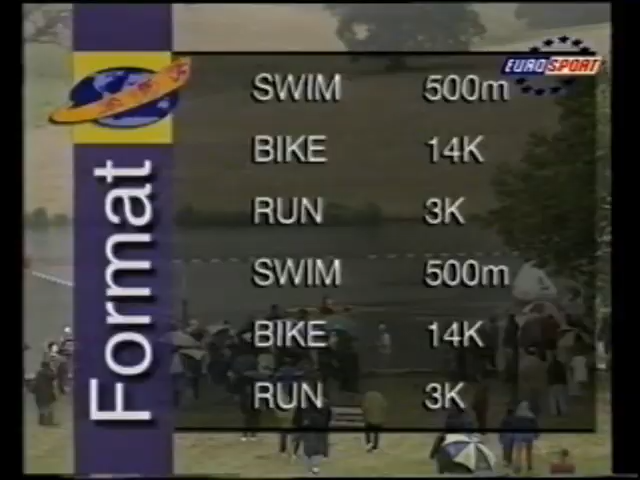 EUROSPORT
Format
SWIM 500m
BIKE 14K
RUN 3K
SWIM 500m
BIKE 14K
RUN 3K